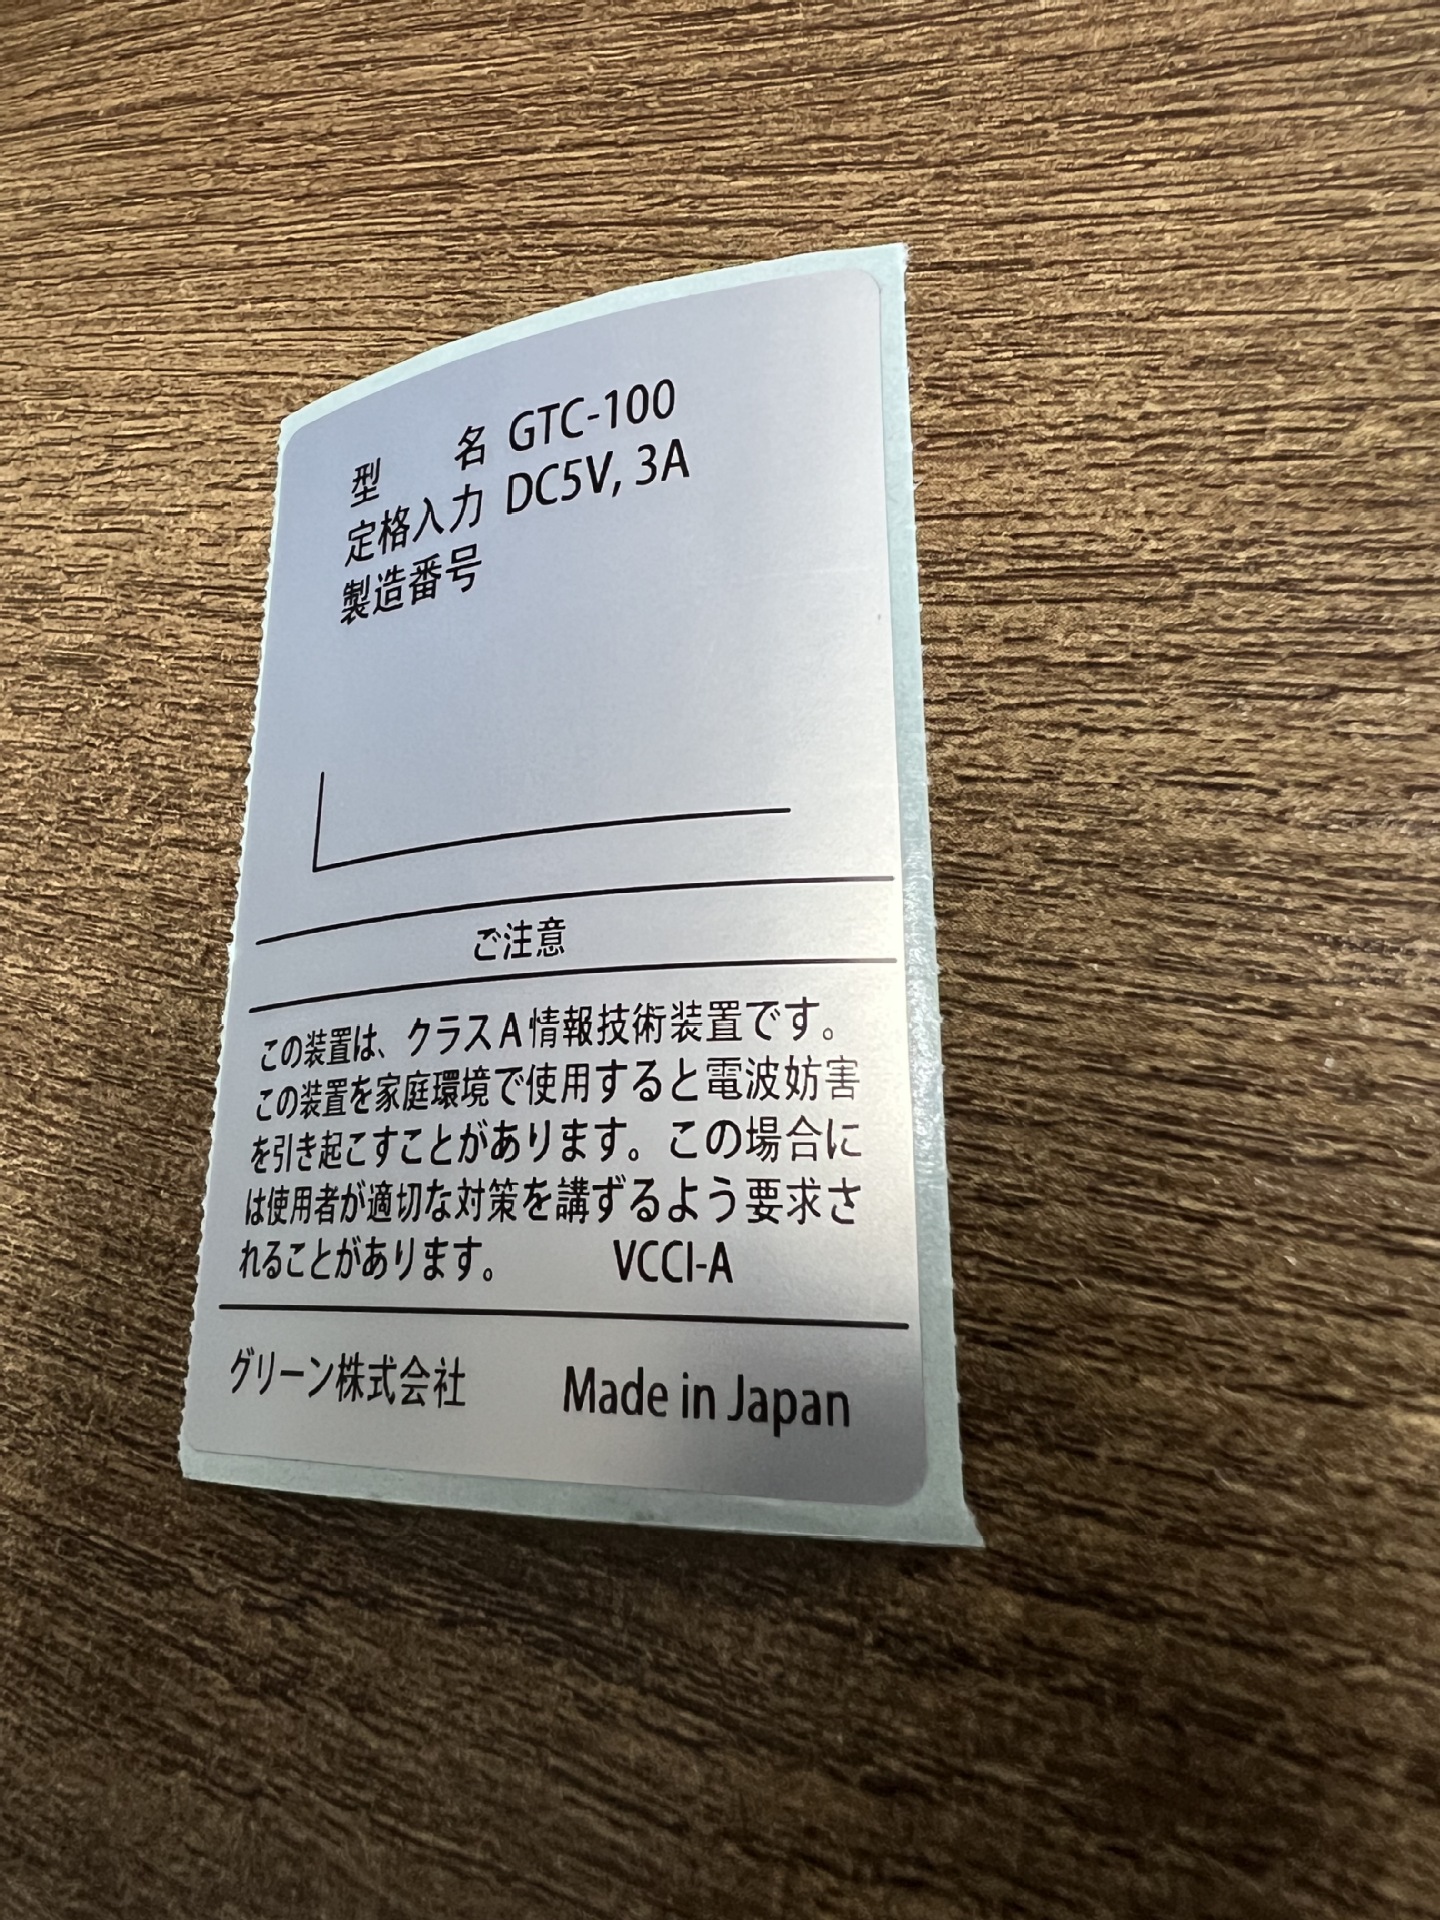 型 名 GTC-100
定格入力 DC5V, 3A
製造番号
ご注意
この装置は、クラスA情報技術装置です。
この装置を家庭環境で使用すると電波妨害
を引き起こすことがあります。この場合に
は使用者が適切な対策を講ずるよう要求さ
れることがあります。 VCCI-A
グリーン株式会社 Made in Japan